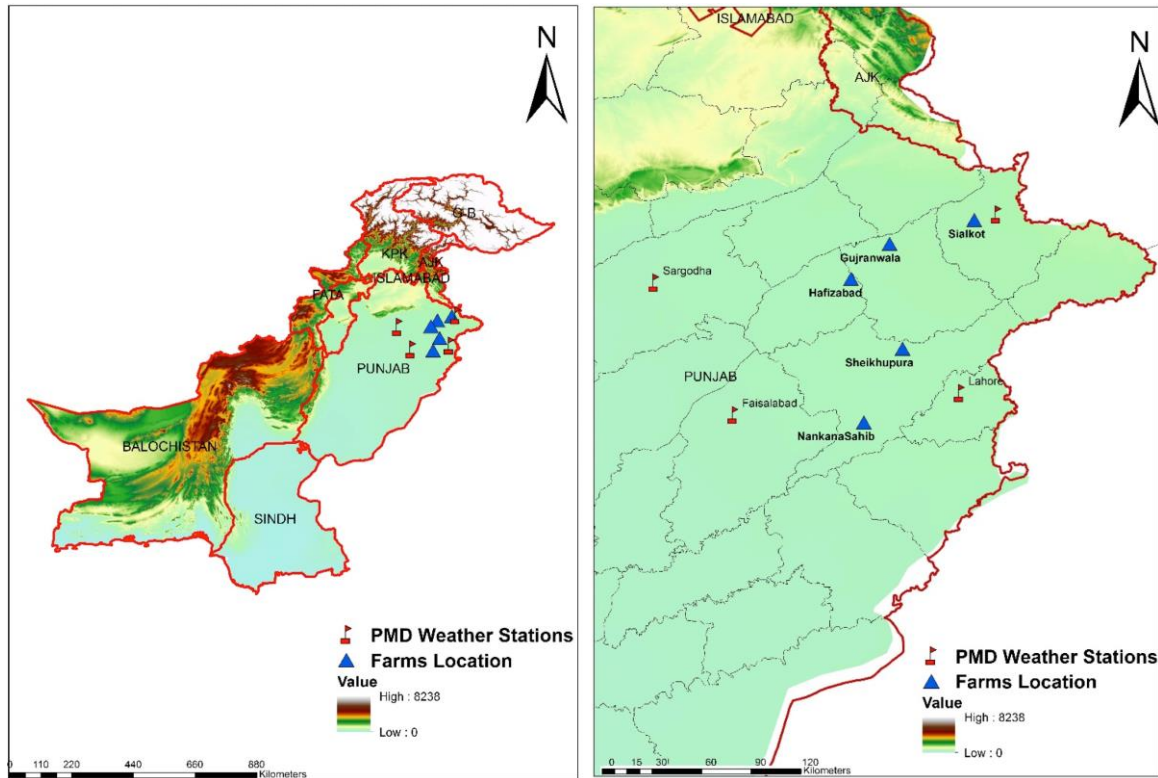 N
G.B
KPK
AJK
ISLAMABAD
FATA
PUNJAB
BALOCHISTAN
SINDH
PMD Weather Stations
Farms Location
Value
High : 8238
Low : 0
0 110 220 440 660 880
Kilometers
ISLAMABAD
N
AJK
Sialkot
Gujranwala
Sargodha
Hafizabad
Sheikhupura
PUNJAB
Lahore
Faisalabad
NankanaSahib
PMD Weather Stations
Farms Location
Value
High : 8238
Low : 0
0 15 30 60 90 120
Kilometers